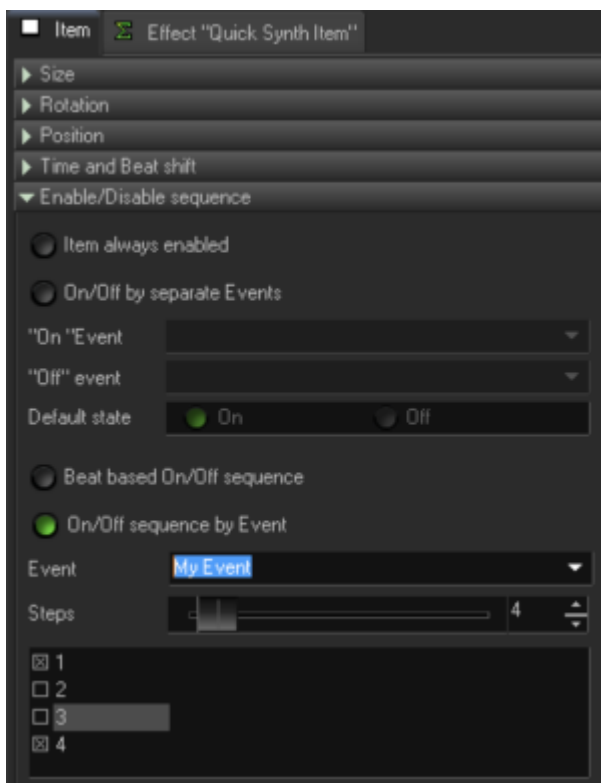 Item Effect "Quick Synth Item"
Size
Rotation
Position
Time and Beat shift
Enable/Disable sequence
Item always enabled
On/Off by separate Events
"On "Event
"Off" event
Default state On Off
Beat based On/Off sequence
On/Off sequence by Event
Event My Event
Steps 4
1
2
3
4